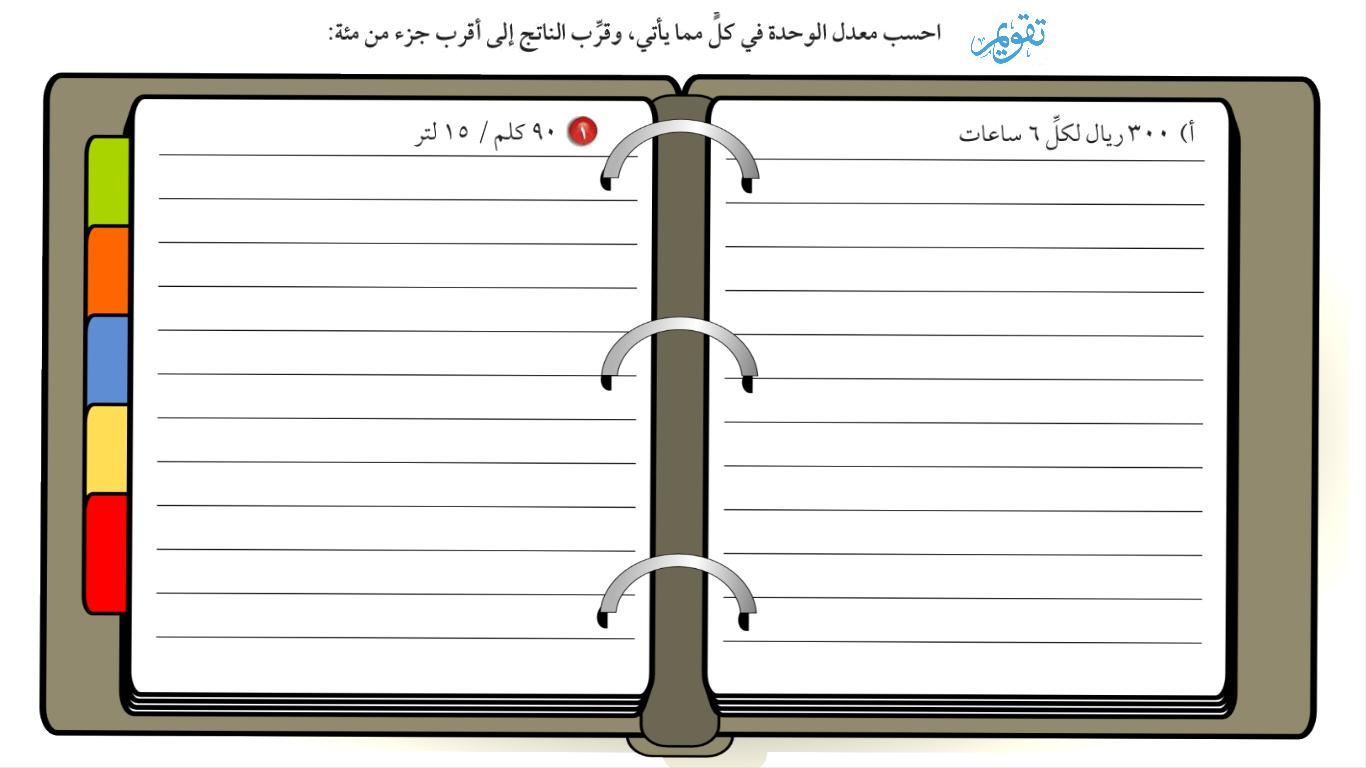 تقويم
احسب معدل الوحدة في كلٍّ مما يأتي، وقرِّب الناتج إلى أقرب جزء من مئة:
أ) ٣٠٠ ريال لكلِّ ٦ ساعات
١ ٩٠ كلم / ١٥ لتر